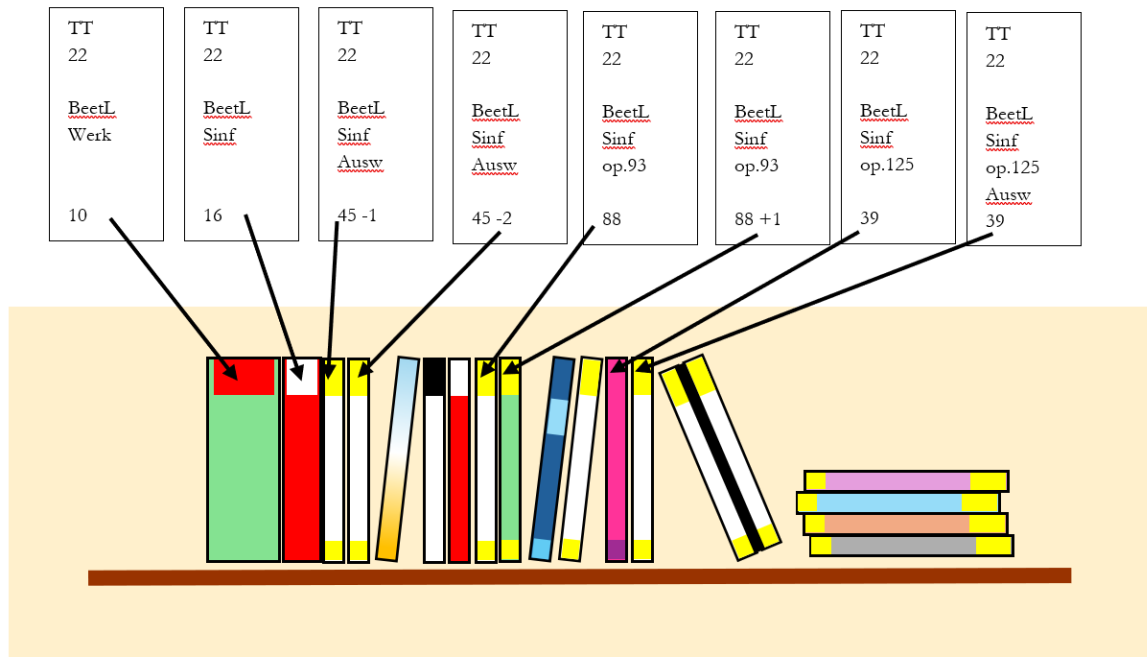 TT
22
BeetL
Werk
10
TT
22
BeetL
Sinf
16
TT
22
BeetL
Sinf
Ausw
45 -1
TT
22
BeetL
Sinf
Ausw
45 -2
TT
22
BeetL
Sinf
op.93
88
TT
22
BeetL
Sinf
op.93
88 +1
TT
22
BeetL
Sinf
op.125
39
TT
22
BeetL
Sinf
op.125
Ausw
39